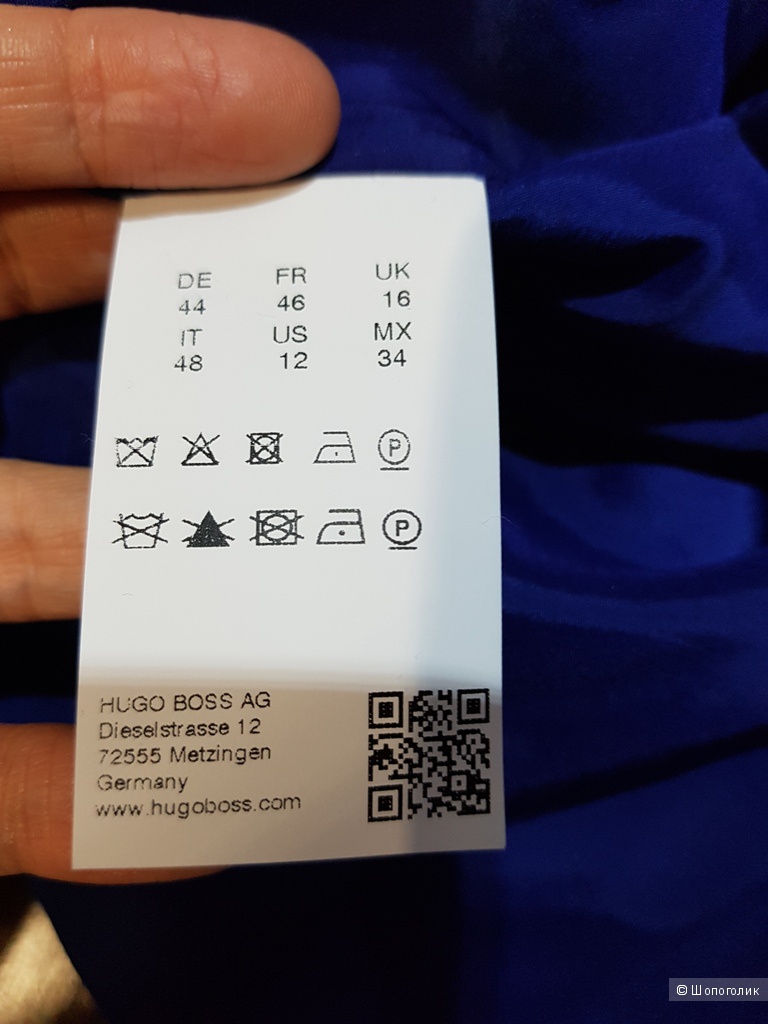 DE FR UK
44 46 16
IT US MX
48 12 34
P
P
HUGO BOSS AG
Dieselstrasse 12
72555 Metzingen
Germany
www.hugoboss.com
© Шопоголик